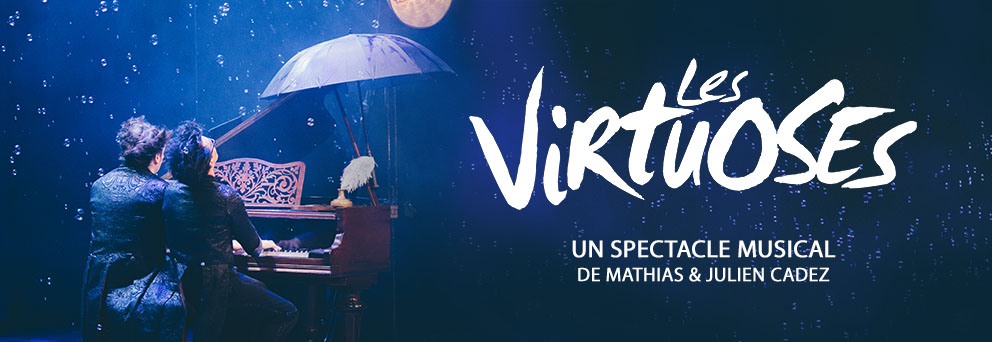 Les
VIRTUOSES
UN SPECTACLE MUSICAL
DE MATHIAS & JULIEN CADEZ